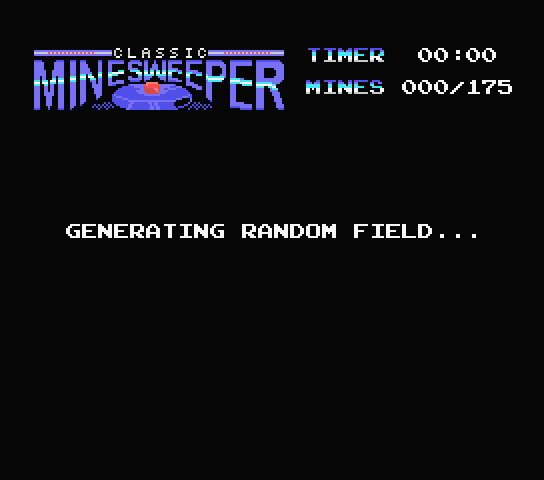 CLASSIC
MINESWEEPER
TIMER 00:00
MINES 000/175
GENERATING RANDOM FIELD...